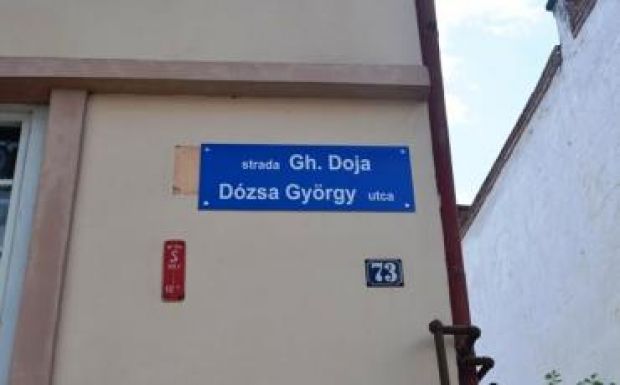 strada Gh. Doja
Dózsa György utca
S
73